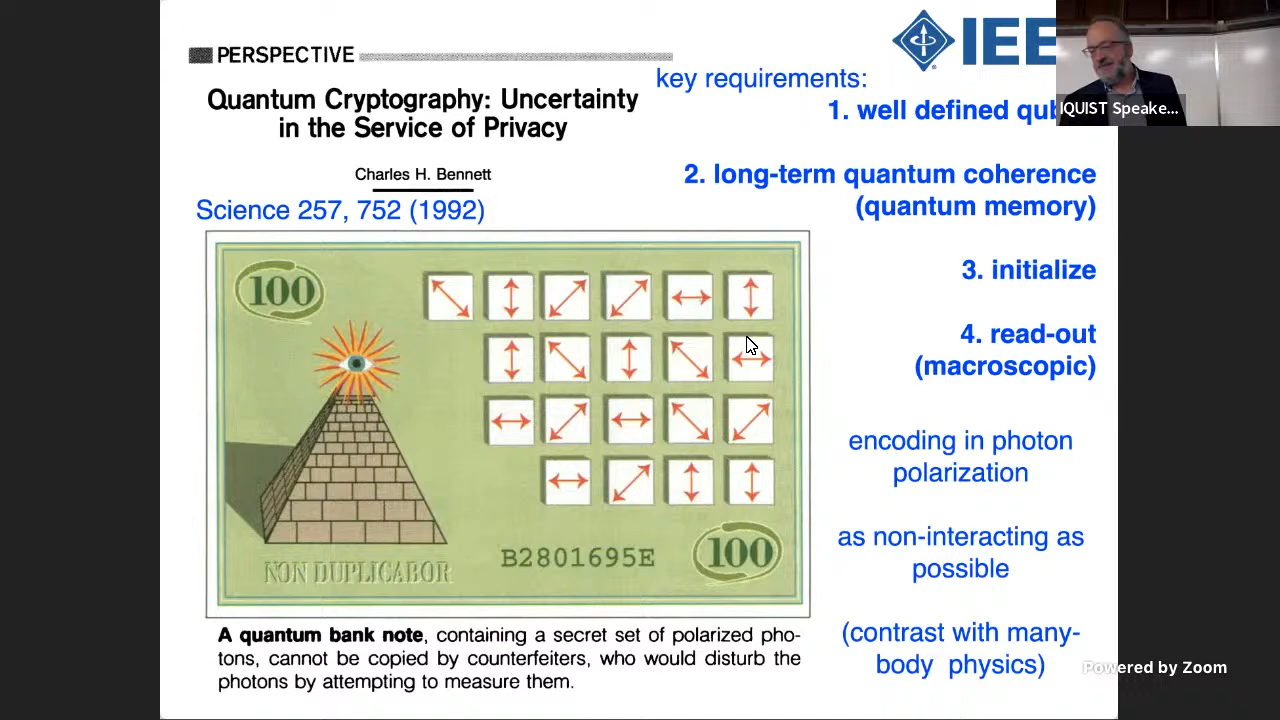 PERSPECTIVE
Quantum Cryptography: Uncertainty
in the Service of Privacy
Charles H. Bennett
Science 257, 752 (1992)
100
NON DUPLICABOR
B2801695E
100
A quantum bank note, containing a secret set of polarized pho-
tons, cannot be copied by counterfeiters, who would disturb the
photons by attempting to measure them.
IEE
key requirements:
1. well defined qub
2. long-term quantum coherence
(quantum memory)
3. initialize
4. read-out
(macroscopic)
encoding in photon
polarization
as non-interacting as
possible
(contrast with many-
body physics)
IQUIST Speake...
Powered by Zoom